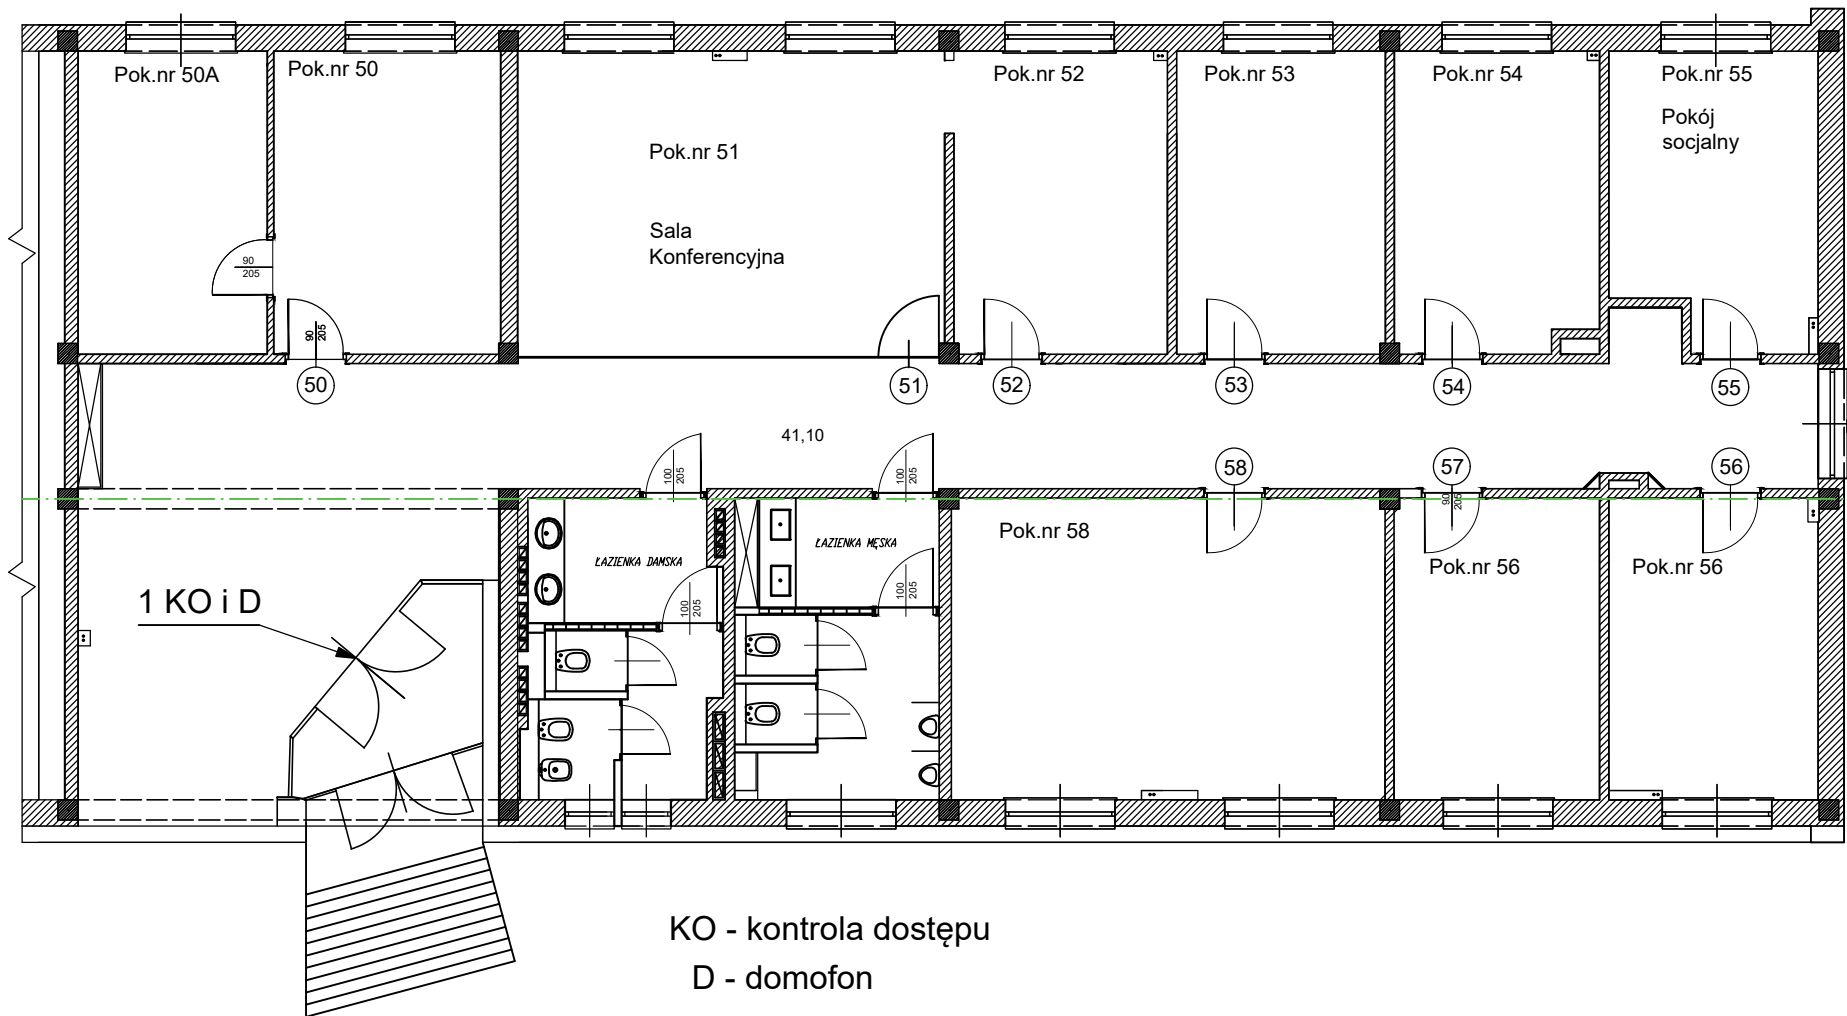 Pok.nr 50A
Pok.nr 50
Pok.nr 52
Pok.nr 53
Pok.nr 54
Pok.nr 55
Pokój
socjalny
Pok.nr 51
Sala
Konferencyjna
90
205
90
205
50
51
52
53
54
55
41,10
100
205
100
205
58
57
56
90
205
Pok.nr 58
ŁAZIENKA DAMSKA
ŁAZIENKA MĘSKA
Pok.nr 56
Pok.nr 56
100
205
100
205
1 KO i D
KO - kontrola dostępu
D - domofon